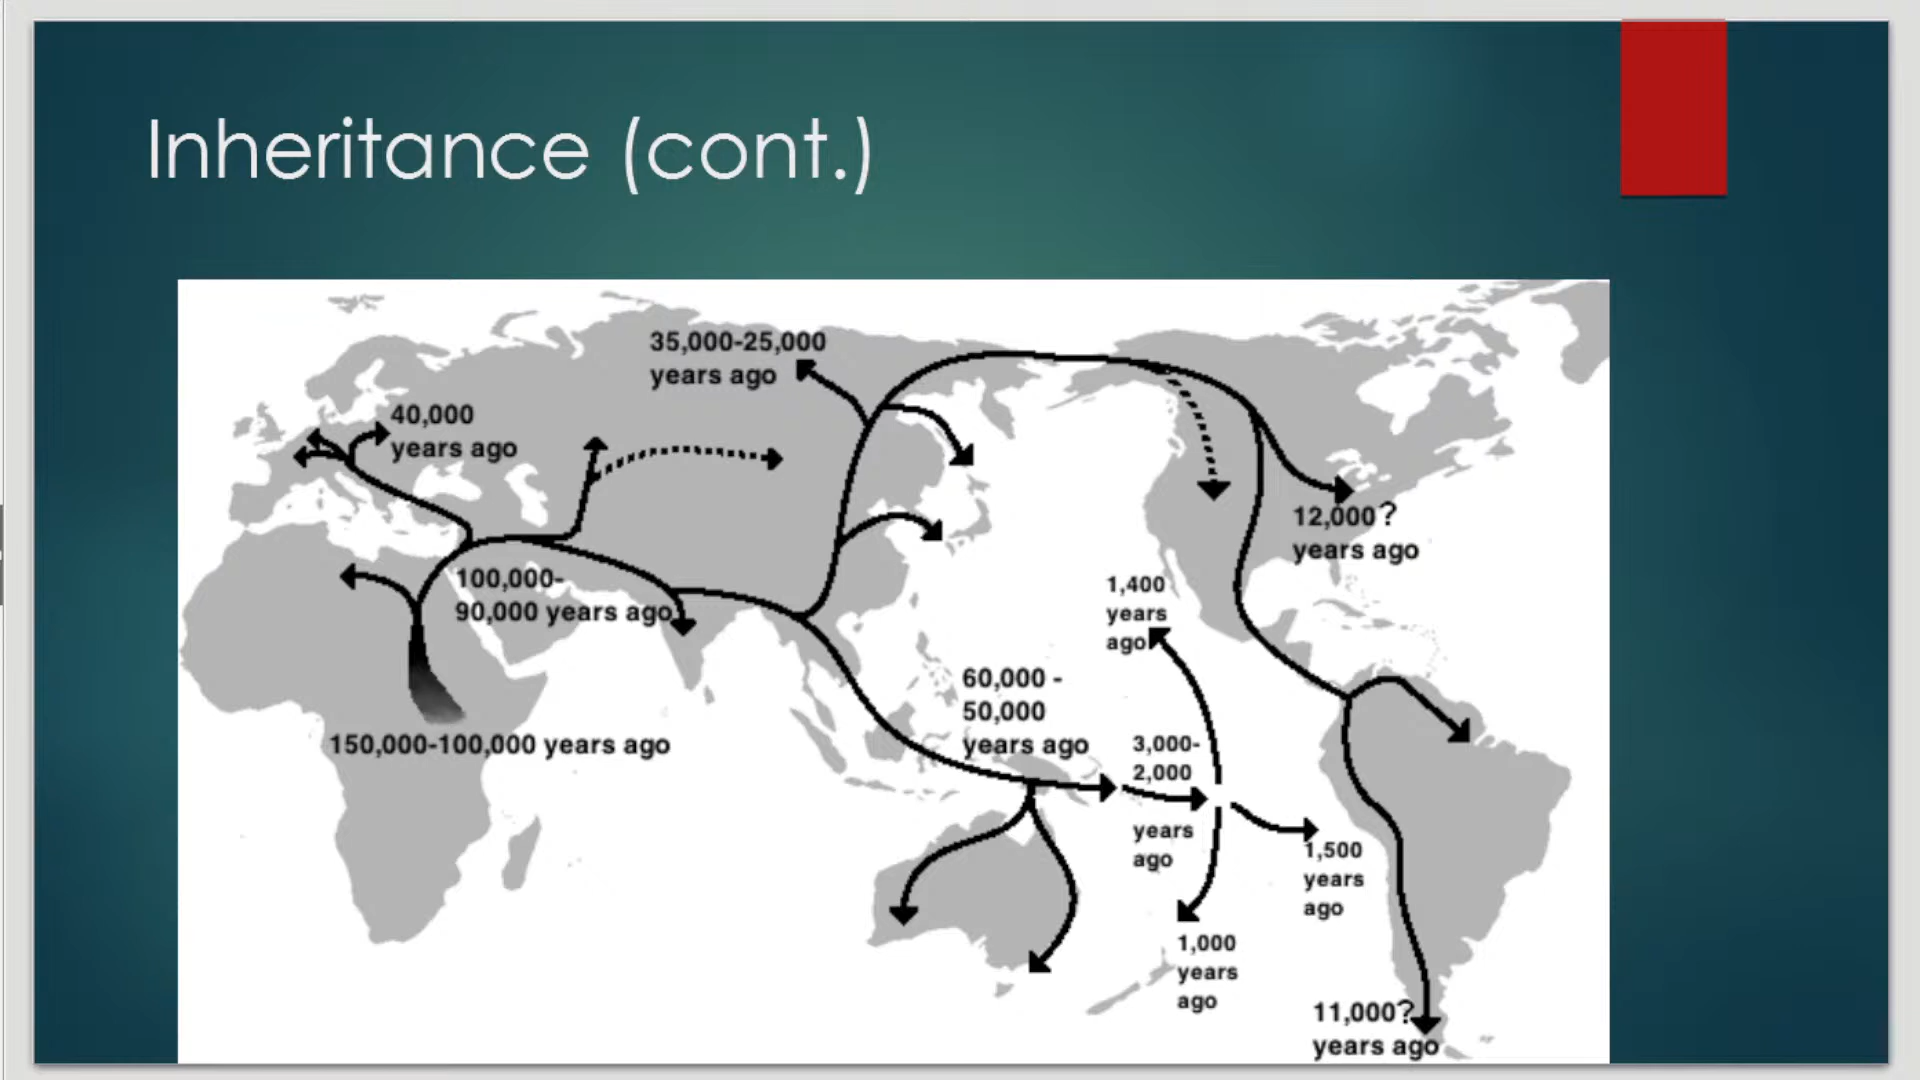 Inheritance (cont.)
35,000-25,000
years ago
40,000
years ago
100,000-
90,000 years ago
150,000-100,000 years ago
60,000 -
50,000
years ago
12,000?
years ago
1,400
years
ago
3,000-
2,000
years
ago
1,500
years
ago
1,000
years
ago
11,000?
years ago